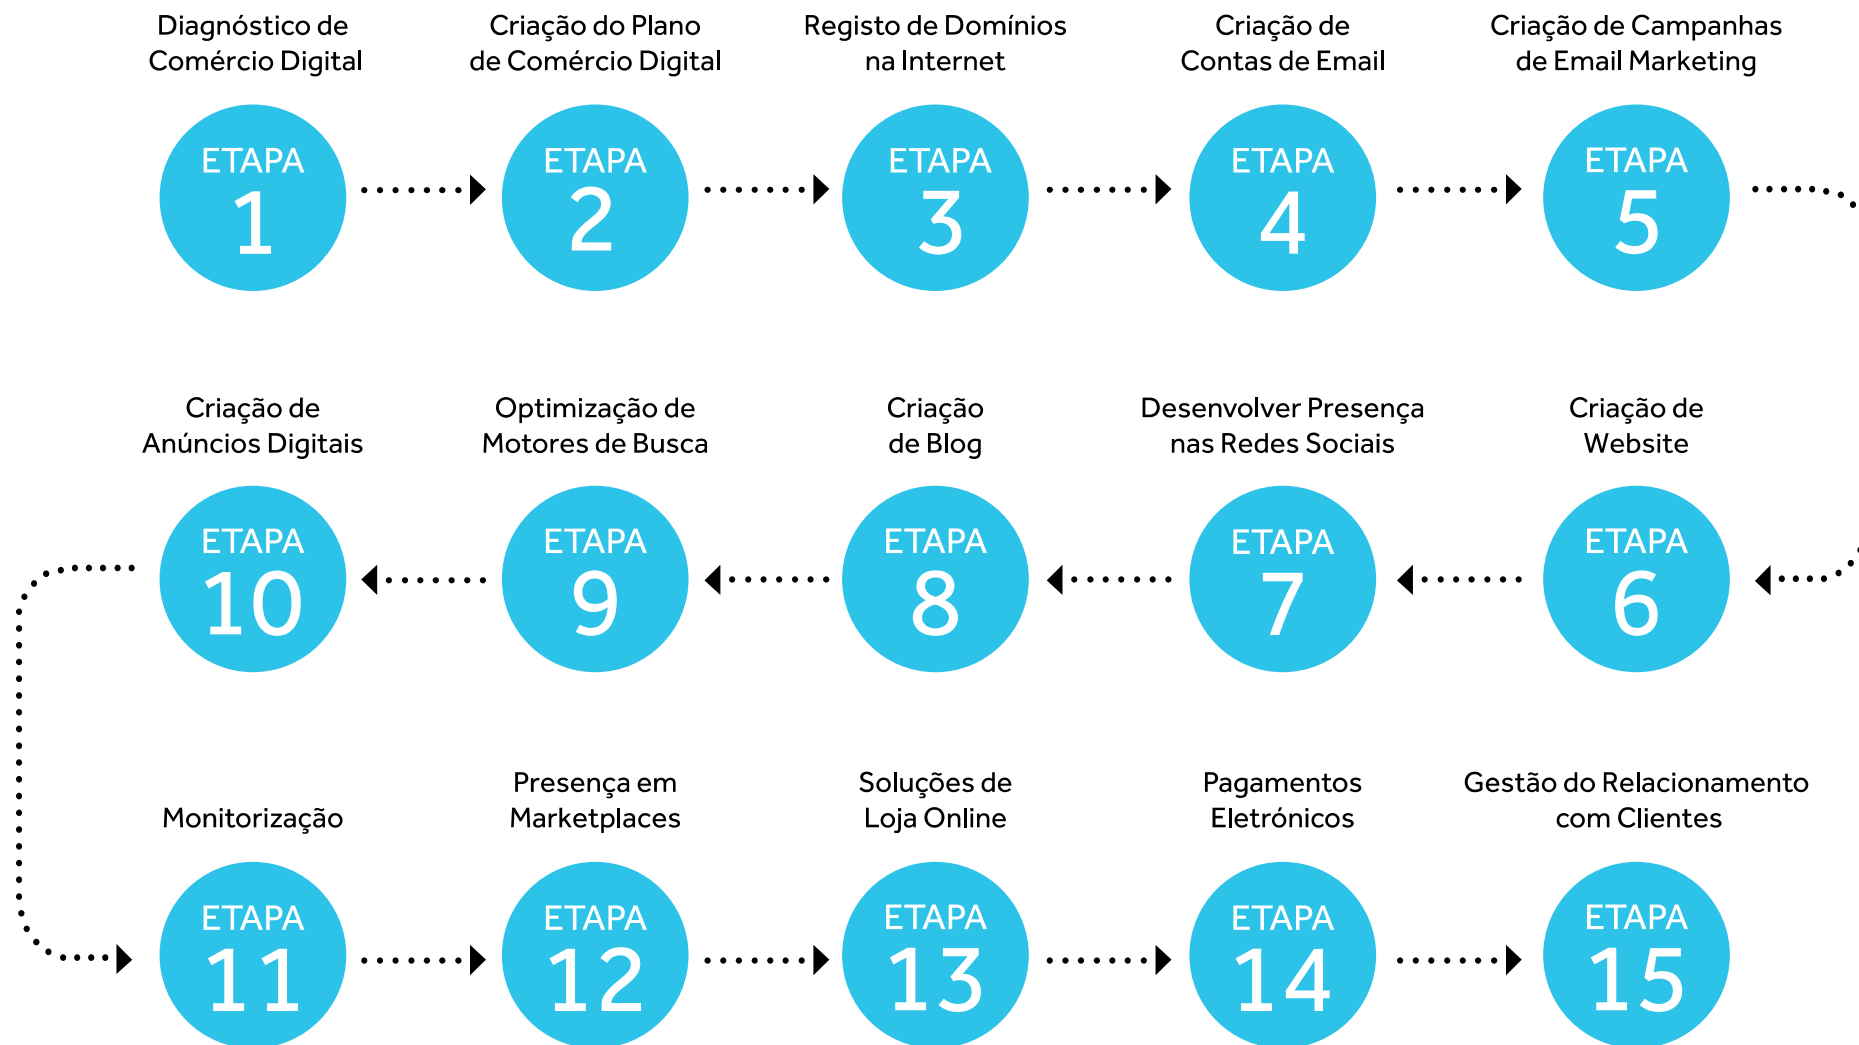 Diagnóstico de
Comércio Digital
ETAPA
1
Criação do Plano
de Comércio Digital
ETAPA
2
Registo de Domínios
na Internet
ETAPA
3
Criação de
Contas de Email
ETAPA
4
Criação de Campanhas
de Email Marketing
ETAPA
5
Criação de
Website
ETAPA
6
Desenvolver Presença
nas Redes Sociais
ETAPA
7
Criação
de Blog
ETAPA
8
Optimização de
Motores de Busca
ETAPA
9
Criação de
Anúncios Digitais
ETAPA
10
Monitorização
ETAPA
11
Presença em
Marketplaces
ETAPA
12
Soluções de
Loja Online
ETAPA
13
Pagamentos
Eletrónicos
ETAPA
14
Gestão do Relacionamento
com Clientes
ETAPA
15